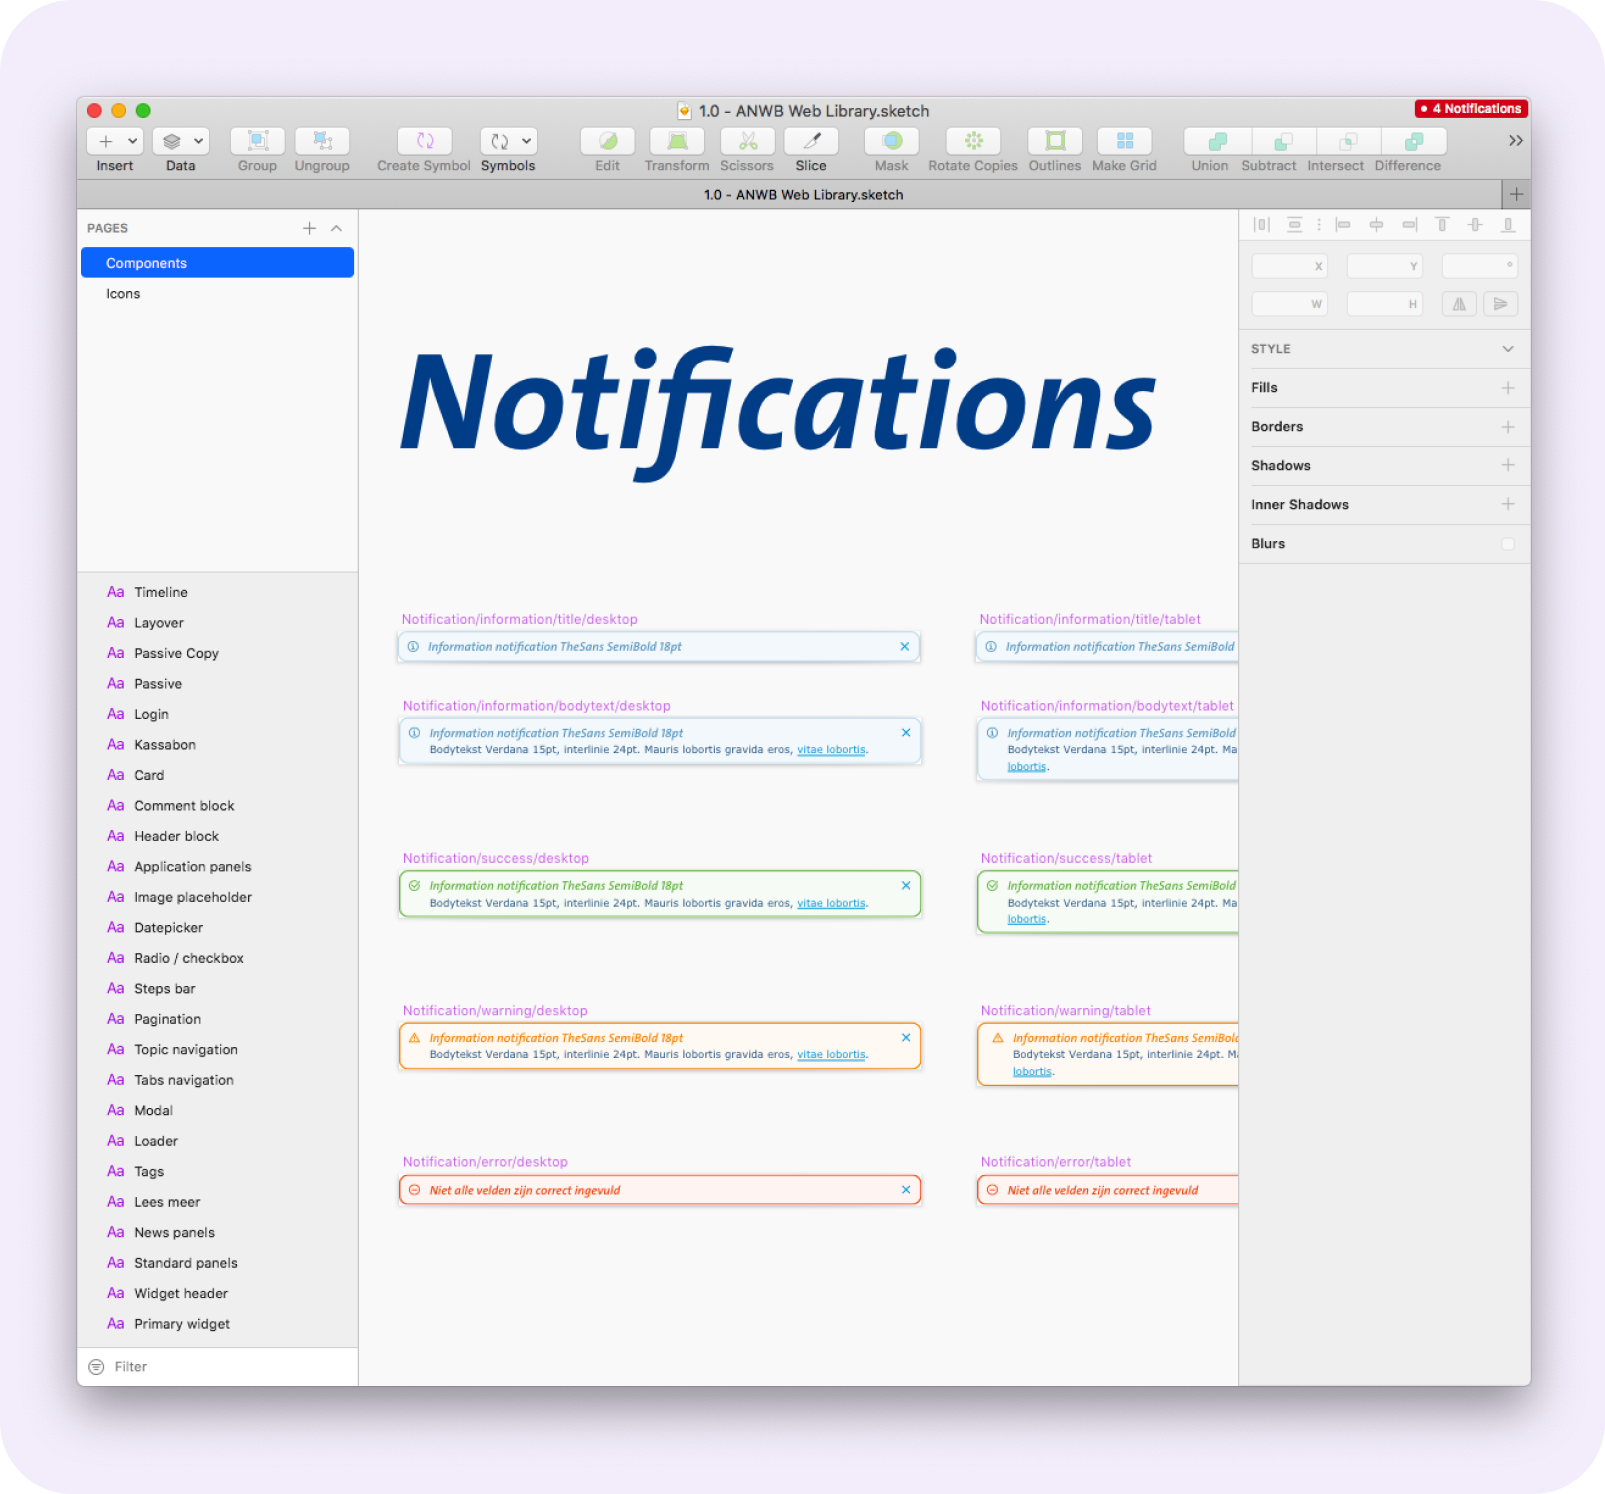 1.0 - ANWB Web Library.sketch
4 Notifications
Insert
Data
Group
Ungroup
Create Symbol
Symbols
Edit
Transform
Scissors
Slice
Mask
Rotate Copies
Outlines
Make Grid
Union
Subtract
Intersect
Difference
1.0 - ANWB Web Library.sketch
PAGES
Components
Icons
Aa Timeline
Aa Layover
Aa Passive Copy
Aa Passive
Aa Login
Aa Kassabon
Aa Card
Aa Comment block
Aa Header block
Aa Application panels
Aa Image placeholder
Aa Datepicker
Aa Radio / checkbox
Aa Steps bar
Aa Pagination
Aa Topic navigation
Aa Tabs navigation
Aa Modal
Aa Loader
Aa Tags
Aa Lees meer
Aa News panels
Aa Standard panels
Aa Widget header
Aa Primary widget
Filter
Notifications
Notification/information/title/desktop
Information notification TheSans SemiBold 18pt
Notification/information/bodytext/desktop
Information notification TheSans SemiBold 18pt
Bodytekst Verdana 15pt, interlinie 24pt. Mauris lobortis gravida eros, vitae lobortis.
Notification/success/desktop
Information notification TheSans SemiBold 18pt
Bodytekst Verdana 15pt, interlinie 24pt. Mauris lobortis gravida eros, vitae lobortis.
Notification/warning/desktop
Information notification TheSans SemiBold 18pt
Bodytekst Verdana 15pt, interlinie 24pt. Mauris lobortis gravida eros, vitae lobortis.
Notification/error/desktop
Niet alle velden zijn correct ingevuld
Notification/information/title/tablet
Information notification TheSans SemiBold
Notification/information/bodytext/tablet
Information notification TheSans SemiBold
Bodytekst Verdana 15pt, interlinie 24pt. Ma
lobortis.
Notification/success/tablet
Information notification TheSans SemiBold
Bodytekst Verdana 15pt, interlinie 24pt. Ma
lobortis.
Notification/warning/tablet
Information notification TheSans SemiBold
Bodytekst Verdana 15pt, interlinie 24pt. M
lobortis.
Notification/error/tablet
Niet alle velden zijn correct ingevuld
X
Y
°
W
H
STYLE
Fills
Borders
Shadows
Inner Shadows
Blurs